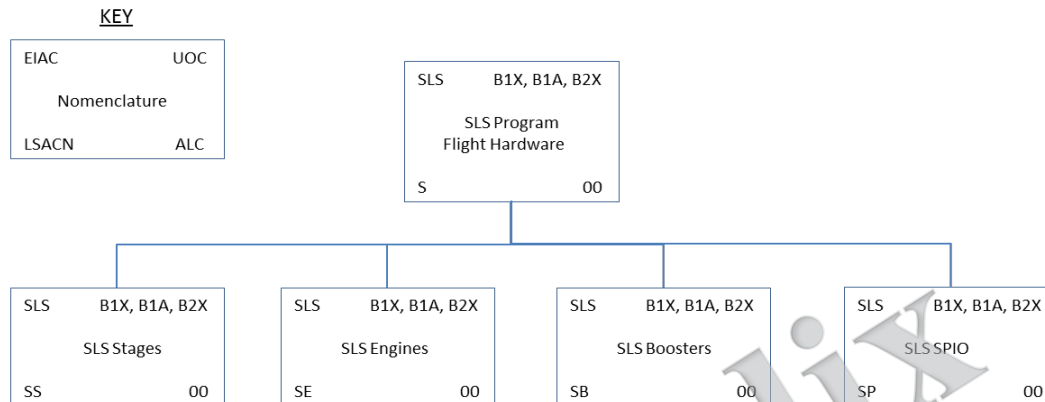 KEY
EIAC UOC
Nomenclature
LSACN ALC
SLS B1X, B1A, B2X
SLS Program
Flight Hardware
S 00
SLS B1X, B1A, B2X
SLS Stages
SS 00
SLS B1X, B1A, B2X
SLS Engines
SE 00
SLS B1X, B1A, B2X
SLS Boosters
SB 00
SLS B1X, B1A, B2X
SLS SPIO
SP 00